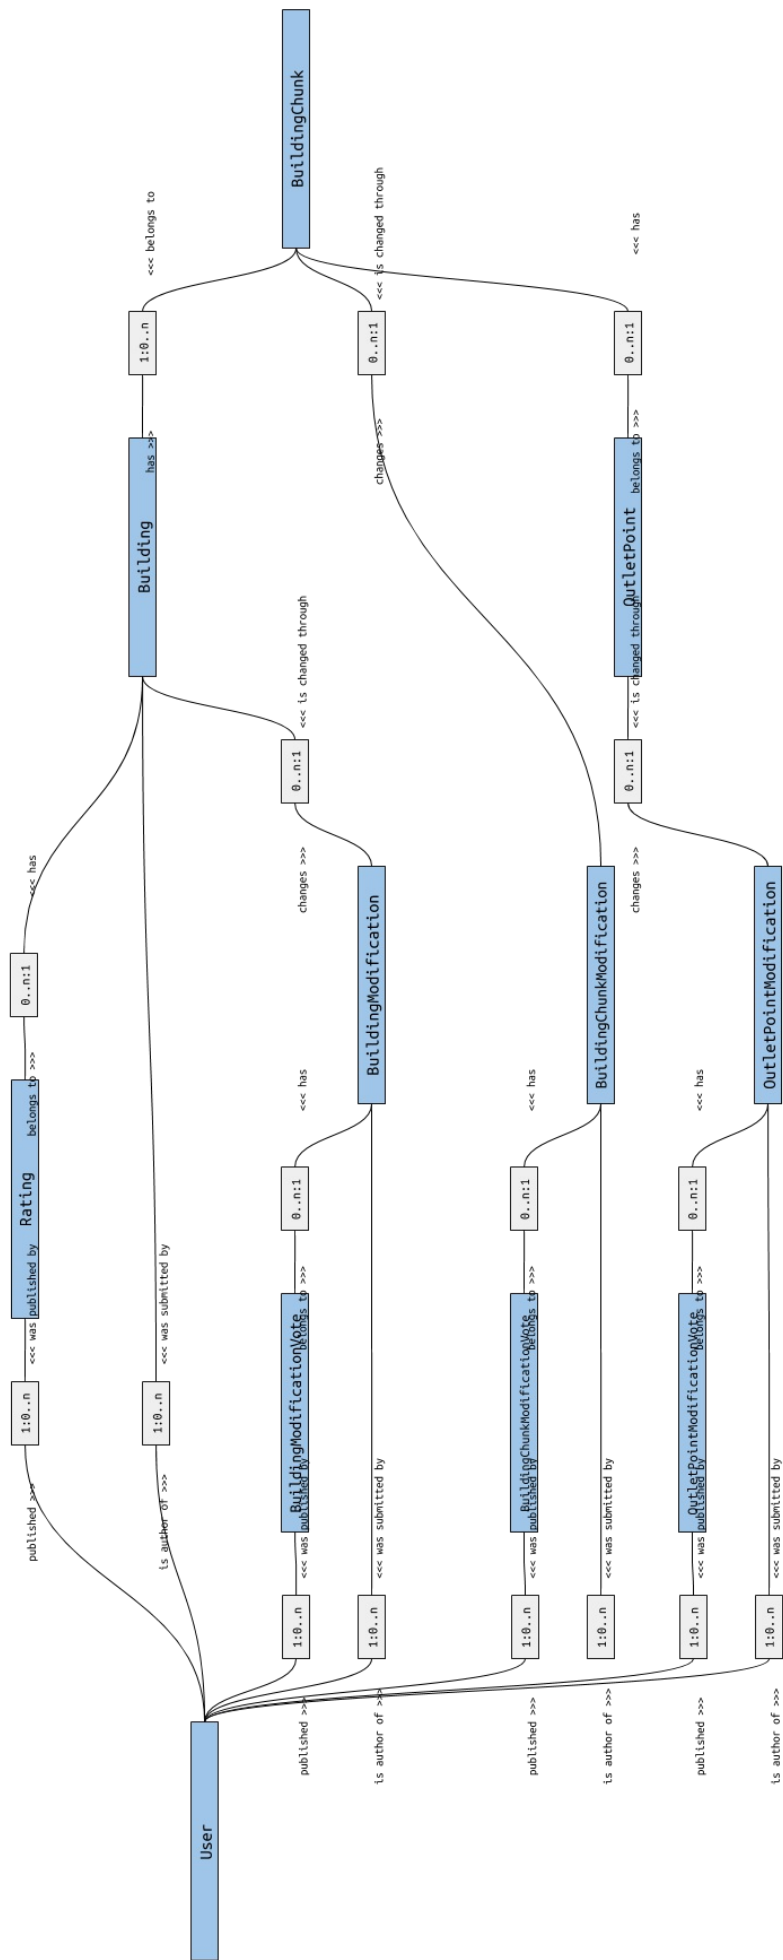 BuildingChunk
<<< belongs to
<<< is changed through
<<< has
1:0..n
0..n:1
0..n:1
has >>>
changes >>>
belongs to >>>
Building
OutletPoint
<<< is changed through
<<< is changed through
0..n:1
0..n:1
<<< has
changes >>>
changes >>>
0..n:1
BuildingModification
BuildingChunkModification
OutletPointModification
belongs to >>>
<<< has
<<< has
<<< has
Rating
0..n:1
0..n:1
0..n:1
<<< was published by
<<< was submitted by
belongs to >>>
belongs to >>>
belongs to >>>
1:0..n
1:0..n
BuildingModificationVote
BuildingChunkModificationVote
OutletPointModificationVote
published >>>
is author of >>>
<<< was published by
<<< was submitted by
<<< was published by
<<< was submitted by
<<< was published by
<<< was submitted by
1:0..n
1:0..n
1:0..n
1:0..n
1:0..n
1:0..n
published >>>
is author of >>>
published >>>
is author of >>>
published >>>
is author of >>>
User